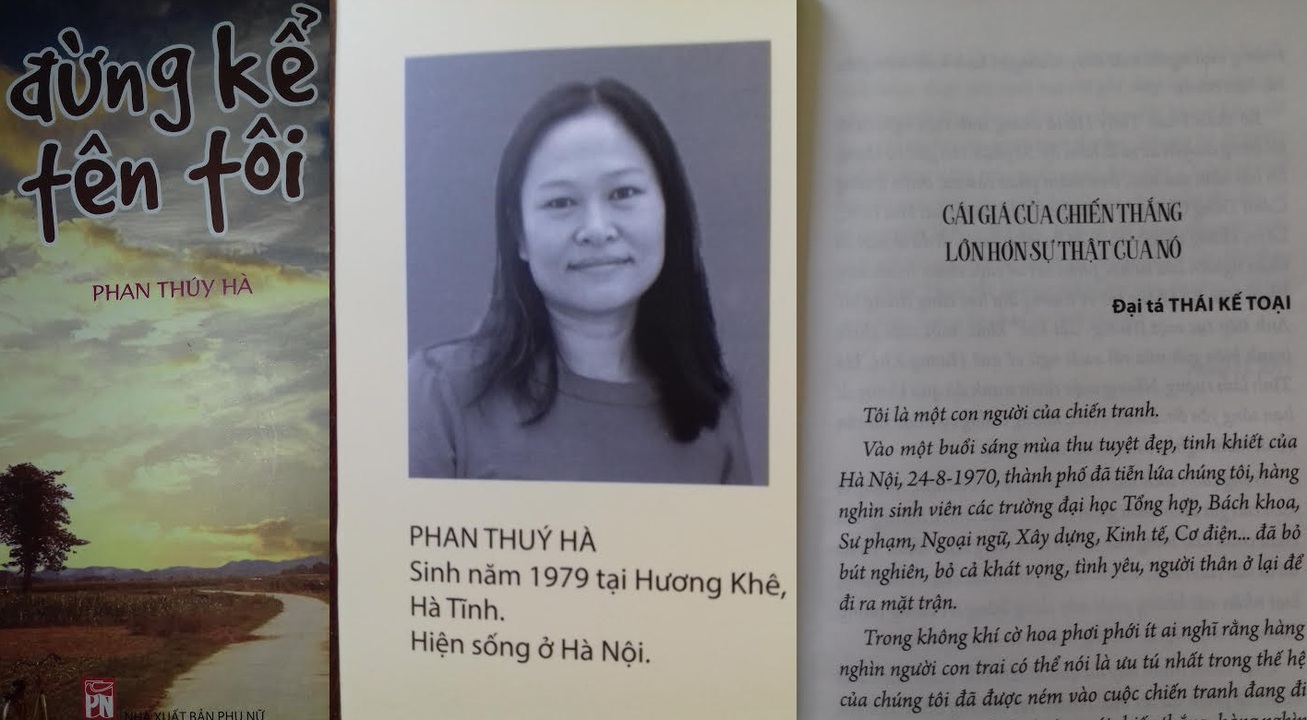 đừng kể
tên tôi
PHAN THÚY HÀ
PN
NHÀ XUẤT BẢN PHỤ NỮ
PHAN THUÝ HÀ
Sinh năm 1979 tại Hương Khê,
Hà Tĩnh.
Hiện sống ở Hà Nội.
CÁI GIÁ CỦA CHIẾN THẮNG
LỚN HƠN SỰ THẬT CỦA NÓ
Đại tá THÁI KẾ TOẠI
Tôi là một con người của chiến tranh.
Vào một buổi sáng mùa thu tuyệt đẹp, tinh khiết của
Hà Nội, 24-8-1970, thành phố đã tiễn lứa chúng tôi, hàng
nghìn sinh viên các trường đại học Tổng hợp, Bách khoa,
Sư phạm, Ngoại ngữ, Xây dựng, Kinh tế, Cơ điện... đã bỏ
bút nghiên, bỏ cả khát vọng, tình yêu, người thân ở lại để
đi ra mặt trận.
Trong không khí cờ hoa phơi phới ít ai nghĩ rằng hàng
nghìn người con trai có thể nói là ưu tú nhất trong thế hệ
của chúng tôi đã được ném vào cuộc chiến tranh đang đi